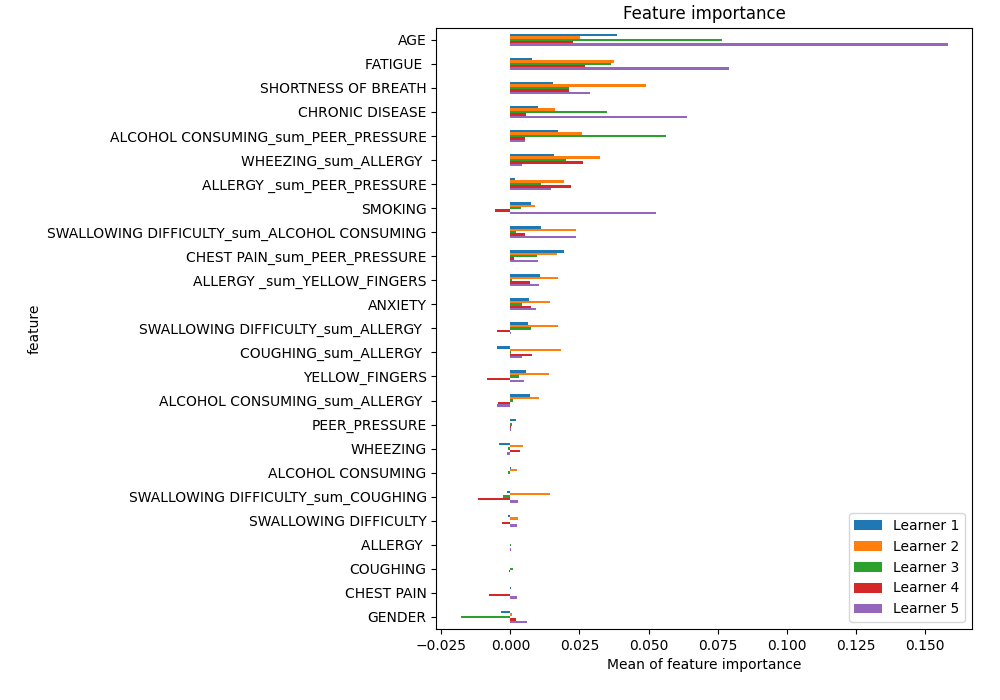 Feature importance
AGE
FATIGUE
SHORTNESS OF BREATH
CHRONIC DISEASE
ALCOHOL CONSUMING_sum_PEER_PRESSURE
WHEEZING_sum_ALLERGY
ALLERGY _sum_PEER_PRESSURE
SMOKING
SWALLOWING DIFFICULTY_sum_ALCOHOL CONSUMING
CHEST PAIN_sum_PEER_PRESSURE
ALLERGY _sum_YELLOW_FINGERS
ANXIETY
SWALLOWING DIFFICULTY_sum_ALLERGY
COUGHING_sum_ALLERGY
YELLOW_FINGERS
ALCOHOL CONSUMING_sum_ALLERGY
PEER_PRESSURE
WHEEZING
ALCOHOL CONSUMING
SWALLOWING DIFFICULTY_sum_COUGHING
SWALLOWING DIFFICULTY
ALLERGY
COUGHING
CHEST PAIN
GENDER
feature
Learner 1
Learner 2
Learner 3
Learner 4
Learner 5
−0.025 0.000 0.025 0.050 0.075 0.100 0.125 0.150
Mean of feature importance